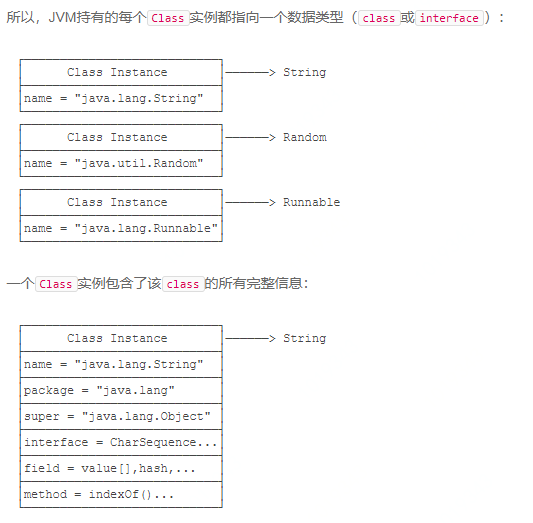 所以，JVM持有的每个Class实例都指向一个数据类型（class或interface）：
Class Instance ──────> String
name = "java.lang.String"
Class Instance ──────> Random
name = "java.util.Random"
Class Instance ──────> Runnable
name = "java.lang.Runnable"
一个Class实例包含了该class的所有完整信息：
Class Instance ──────> String
name = "java.lang.String"
package = "java.lang"
super = "java.lang.Object"
interface = CharSequence...
field = value[],hash,...
method = indexOf()...